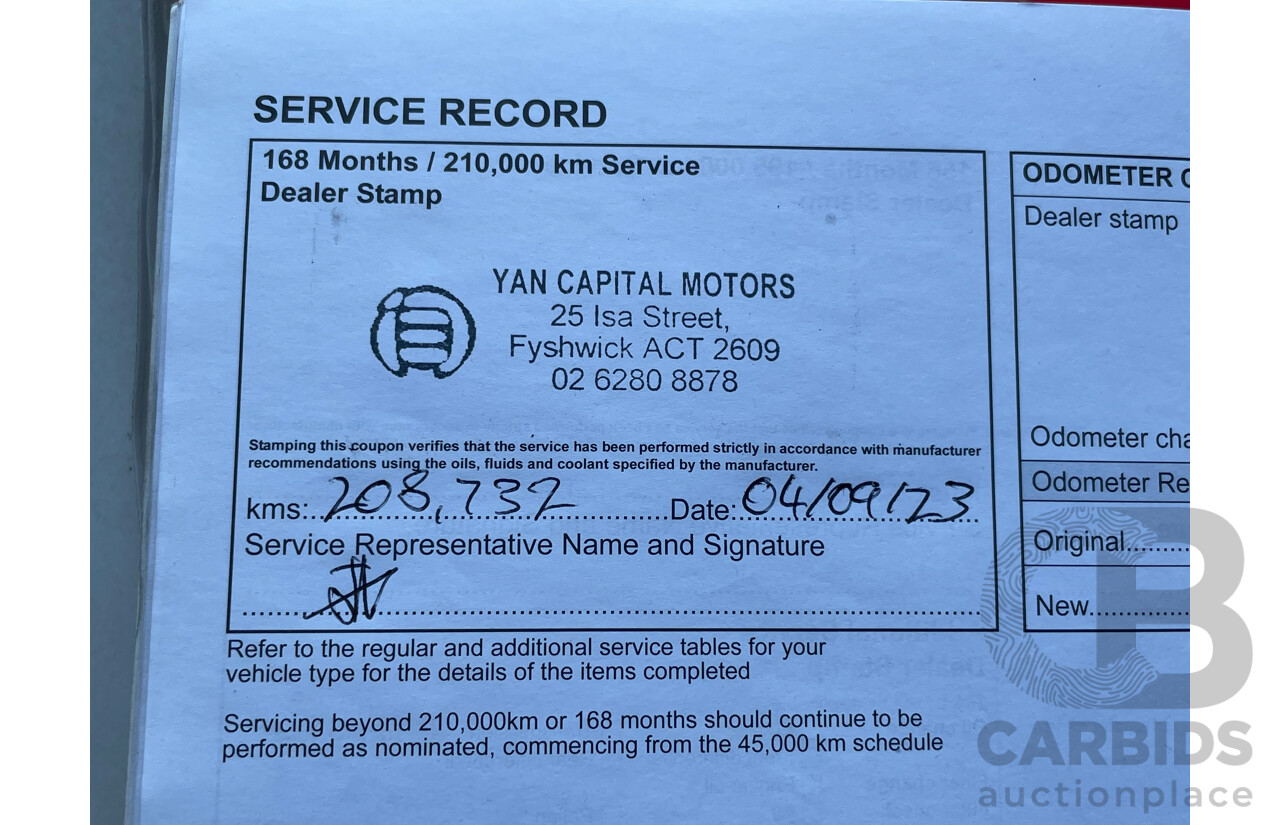 SERVICE RECORD
168 Months / 210,000 km Service
Dealer Stamp
YAN CAPITAL MOTORS
25 Isa Street,
Fyshwick ACT 2609
02 6280 8878
Stamping this coupon verifies that the service has been performed strictly in accordance with manufacturer
recommendations using the oils, fluids and coolant specified by the manufacturer.
kms: 208,732 Date: 04/09/23
Service Representative Name and Signature
Refer to the regular and additional service tables for your
vehicle type for the details of the items completed
Servicing beyond 210,000km or 168 months should continue to be
performed as nominated, commencing from the 45,000 km schedule
ODOMETER C
Dealer stamp
Odometer cha
Odometer Re
Original
New
CB
CARBIDS
auctionplace